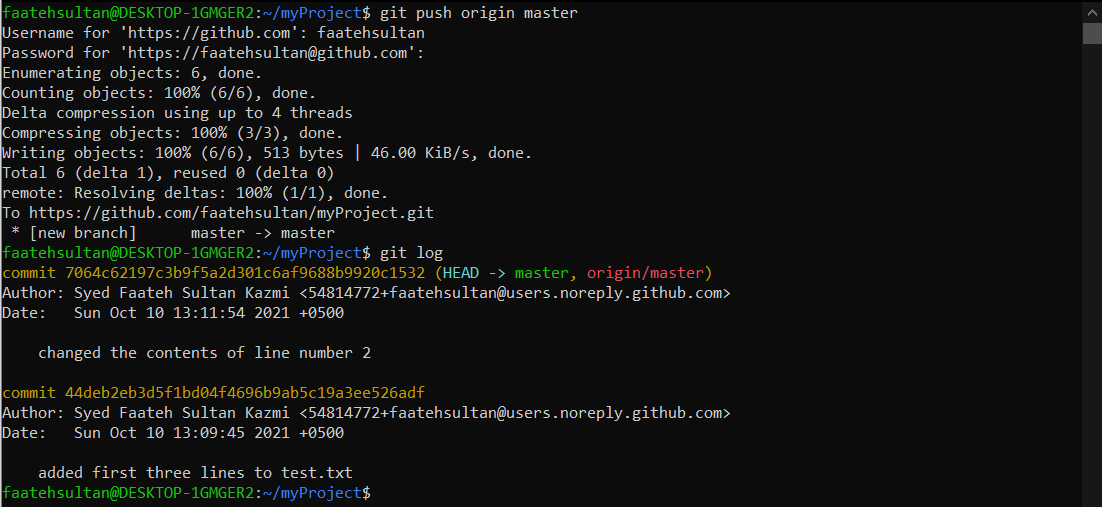 faatehsultan@DESKTOP-1GMGER2:~/myProject$ git push origin master
Username for 'https://github.com': faatehsultan
Password for 'https://faatehsultan@github.com':
Enumerating objects: 6, done.
Counting objects: 100% (6/6), done.
Delta compression using up to 4 threads
Compressing objects: 100% (3/3), done.
Writing objects: 100% (6/6), 513 bytes | 46.00 KiB/s, done.
Total 6 (delta 1), reused 0 (delta 0)
remote: Resolving deltas: 100% (1/1), done.
To https://github.com/faatehsultan/myProject.git
 * [new branch]      master -> master
faatehsultan@DESKTOP-1GMGER2:~/myProject$ git log
commit 7064c62197c3b9f5a2d301c6af9688b9920c1532 (HEAD -> master, origin/master)
Author: Syed Faateh Sultan Kazmi <54814772+faatehsultan@users.noreply.github.com>
Date:   Sun Oct 10 13:11:54 2021 +0500
    changed the contents of line number 2
commit 44deb2eb3d5f1bd04f4696b9ab5c19a3ee526adf
Author: Syed Faateh Sultan Kazmi <54814772+faatehsultan@users.noreply.github.com>
Date:   Sun Oct 10 13:09:45 2021 +0500
    added first three lines to test.txt
faatehsultan@DESKTOP-1GMGER2:~/myProject$